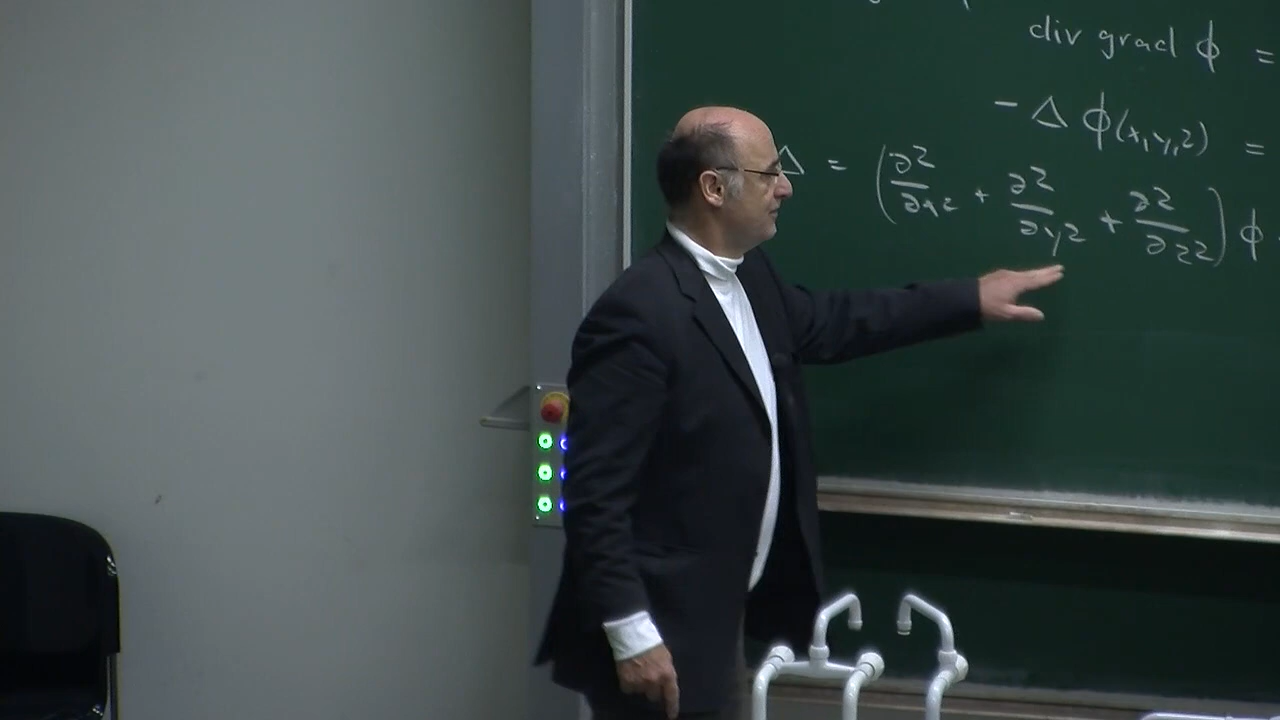 div grad ϕ =
- Δ ϕ(x,y,z) =
Δ = (∂²/∂x² + ∂²/∂y² + ∂²/∂z²) ϕ